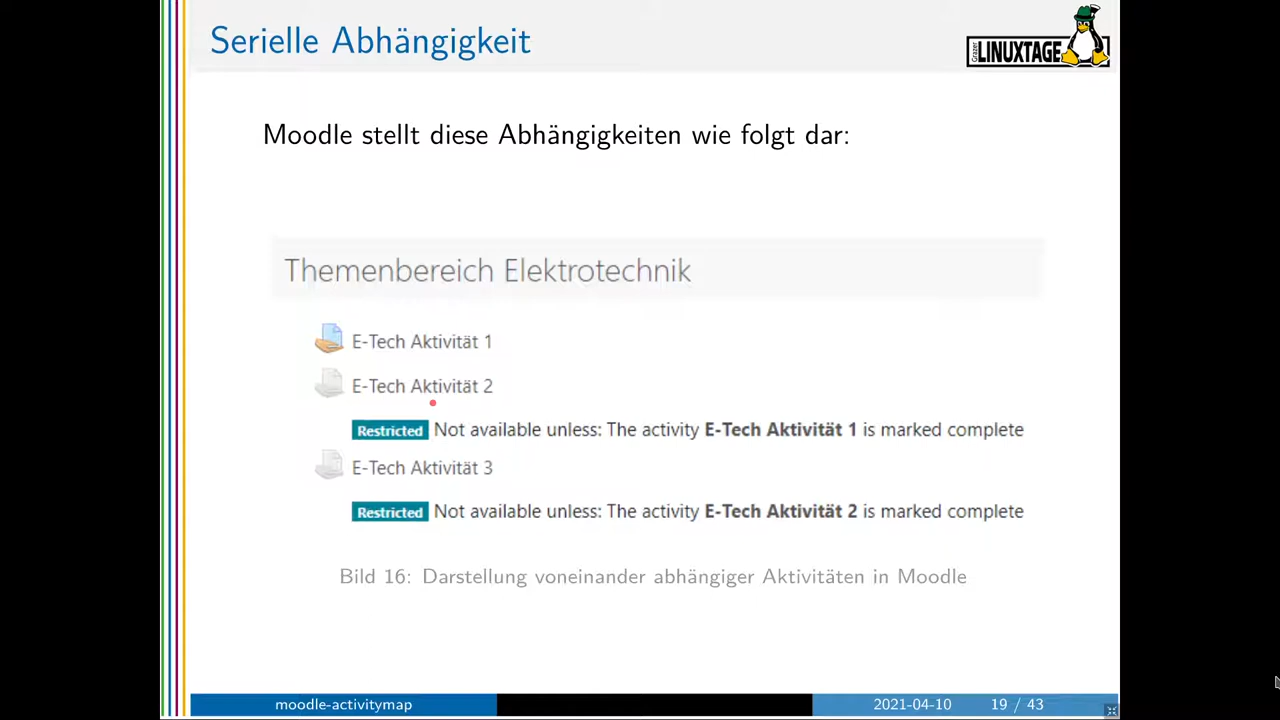 Serielle Abhängigkeit
Grazer
LINUXTAGE
Moodle stellt diese Abhängigkeiten wie folgt dar:
Themenbereich Elektrotechnik
E-Tech Aktivität 1
E-Tech Aktivität 2
Restricted Not available unless: The activity E-Tech Aktivität 1 is marked complete
E-Tech Aktivität 3
Restricted Not available unless: The activity E-Tech Aktivität 2 is marked complete
Bild 16: Darstellung voneinander abhängiger Aktivitäten in Moodle
moodle-activitymap
2021-04-10 19 / 43